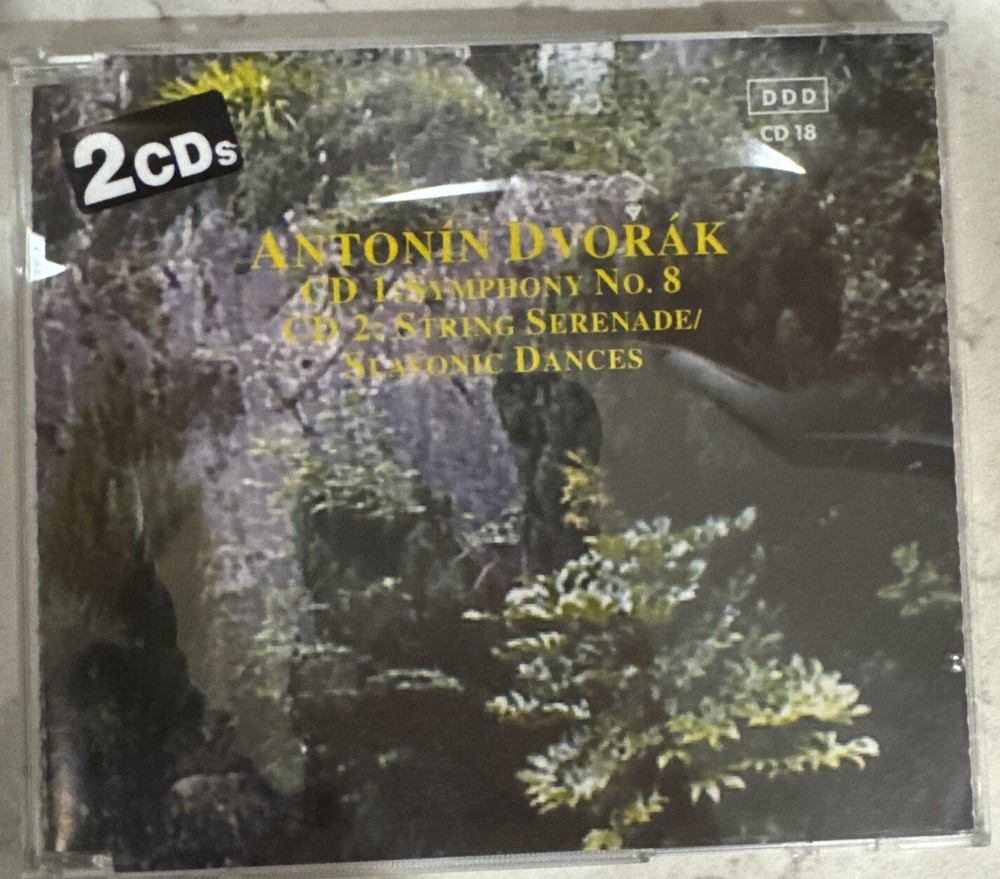 2CDs
DDD
CD 18
ANTONÍN DVOŘÁK
CD 1: SYMPHONY NO. 8
CD 2: STRING SERENADE/
SLAVONIC DANCES